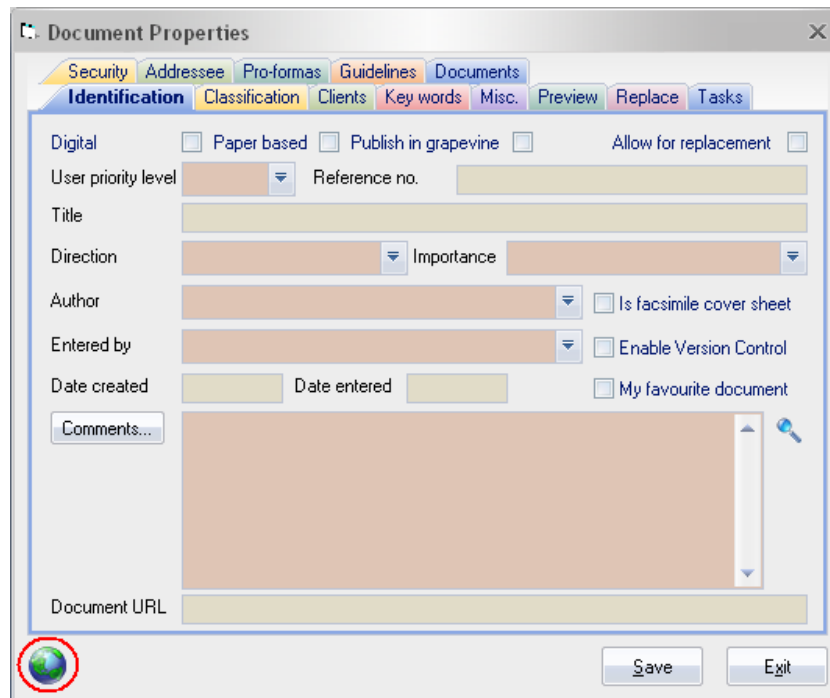 Document Properties
Security Addressee Pro-formas Guidelines Documents
Identification Classification Clients Key words Misc. Preview Replace Tasks
Digital Paper based Publish in grapevine Allow for replacement
User priority level Reference no.
Title
Direction Importance
Author Is facsimile cover sheet
Entered by Enable Version Control
Date created Date entered My favourite document
Comments...
Document URL
Save Exit